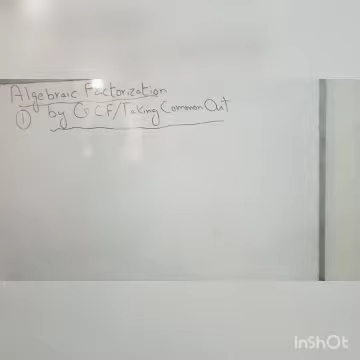 Algebraic Factorization
① by GCF/Taking Common Out
InShOt